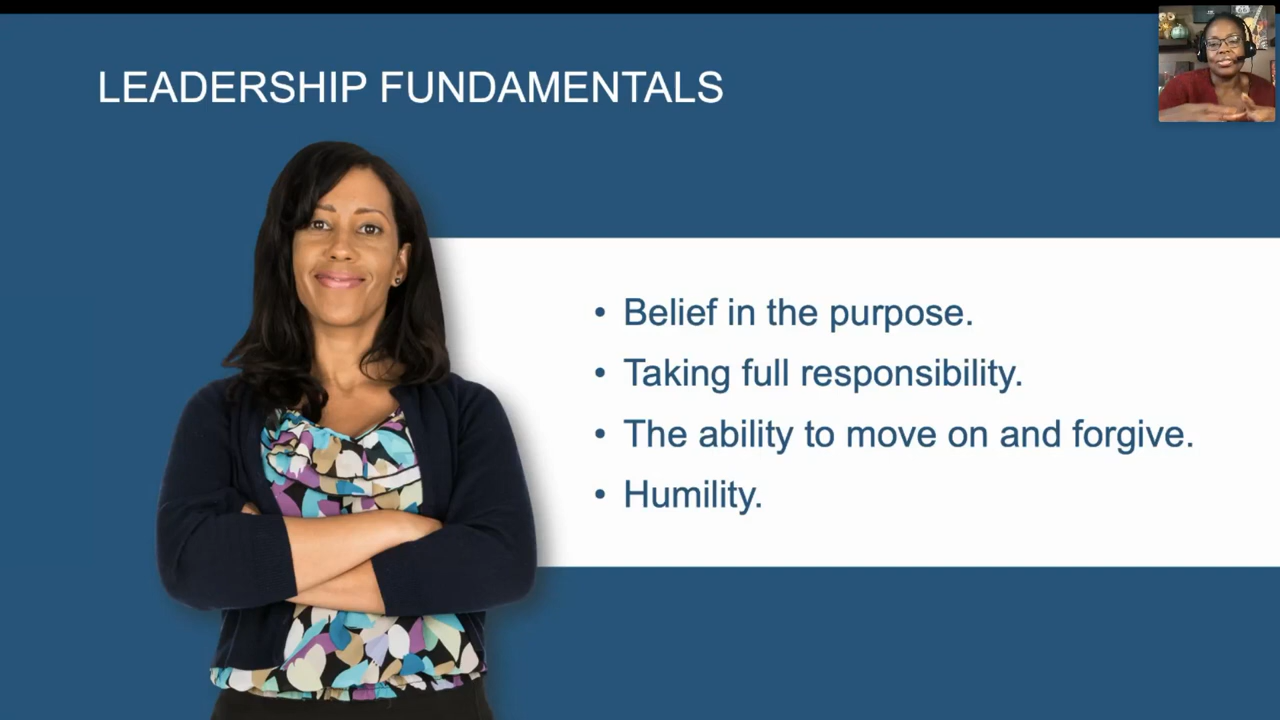 LEADERSHIP FUNDAMENTALS
• Belief in the purpose.
• Taking full responsibility.
• The ability to move on and forgive.
• Humility.